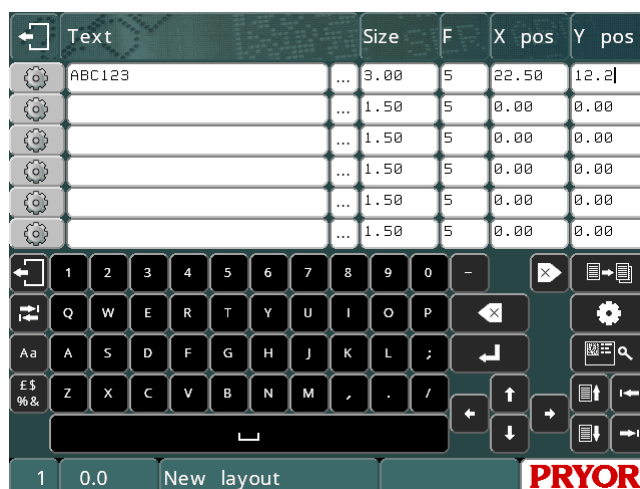 Text Size F X pos Y pos
ABC123 ... 3.00 5 22.50 12.2
... 1.50 5 0.00 0.00
... 1.50 5 0.00 0.00
... 1.50 5 0.00 0.00
... 1.50 5 0.00 0.00
... 1.50 5 0.00 0.00
1 2 3 4 5 6 7 8 9 0 -
Q W E R T Y U I O P
Aa A S D F G H J K L ;
£$ %& Z X C V B N M , . /
1 0.0 New layout PRYOR